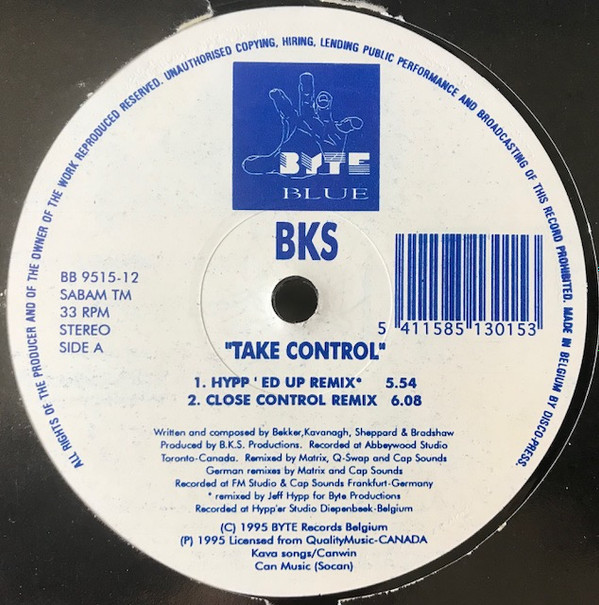 ALL RIGHTS OF THE PRODUCER AND OF THE OWNER OF THE WORK REPRODUCED RESERVED. UNAUTHORISED COPYING, HIRING, LENDING PUBLIC PERFORMANCE AND BROADCASTING OF THIS RECORD PROHIBITED. MADE IN BELGIUM BY DISCO-PRESS.
BYTE
BLUE
BKS
BB 9515-12
SABAM TM
33 RPM
STEREO
SIDE A
5 411585 130153
"TAKE CONTROL"
1. HYPP ' ED UP REMIX* 5.54
2. CLOSE CONTROL REMIX 6.08
Written and composed by Bekker,Kavanagh, Sheppard & Bradshaw
Produced by B.K.S. Productions. Recorded at Abbeywood Studio
Toronto-Canada. Remixed by Matrix, Q-Swap and Cap Sounds
German remixes by Matrix and Cap Sounds
Recorded at FM Studio & Cap Sounds Frankfurt-Germany
* remixed by Jeff Hypp for Byte Productions
Recorded at Hypp'er Studio Diepenbeek-Belgium
(C) 1995 BYTE Records Belgium
(P) 1995 Licensed from QualityMusic-CANADA
Kava songs/Canwin
Can Music (Socan)